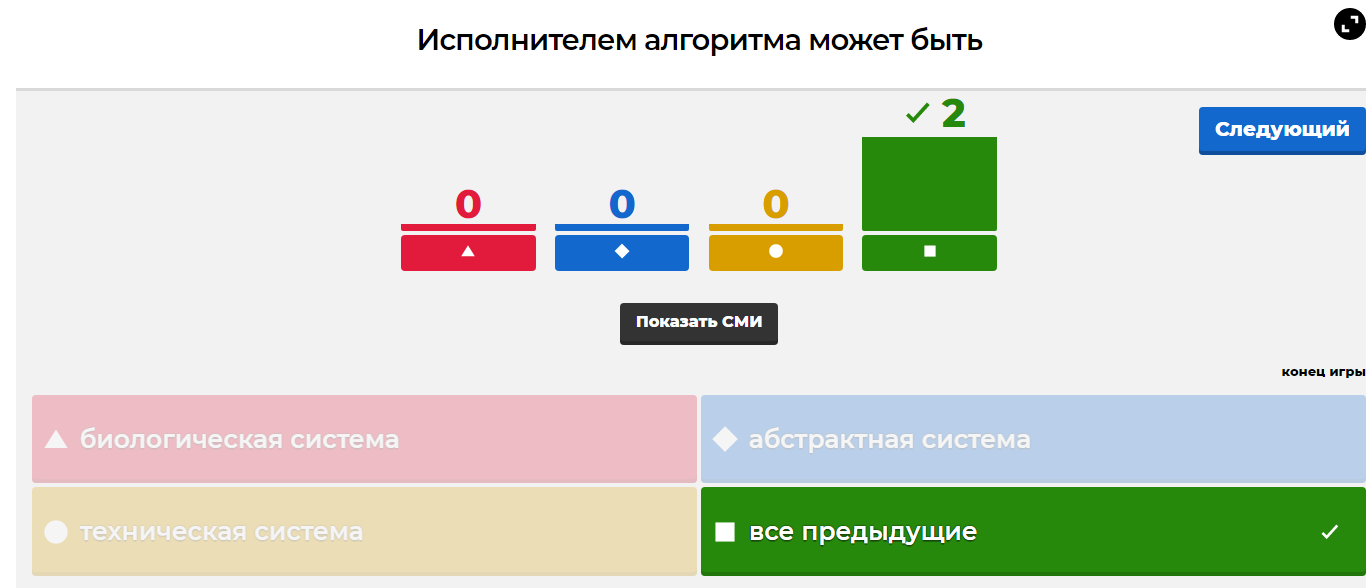 Исполнителем алгоритма может быть
2
Следующий
0
0
0
Показать СМИ
конец игры
биологическая система
абстрактная система
техническая система
все предыдущие